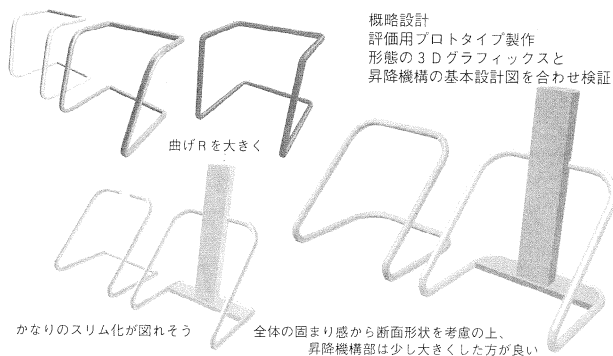 概略設計
評価用プロトタイプ製作
形態の3Dグラフィックスと
昇降機構の基本設計図を合わせ検証
曲げRを大きく
かなりのスリム化が図れそう
全体の固まり感から断面形状を考慮の上、
昇降機構部は少し大きくした方が良い